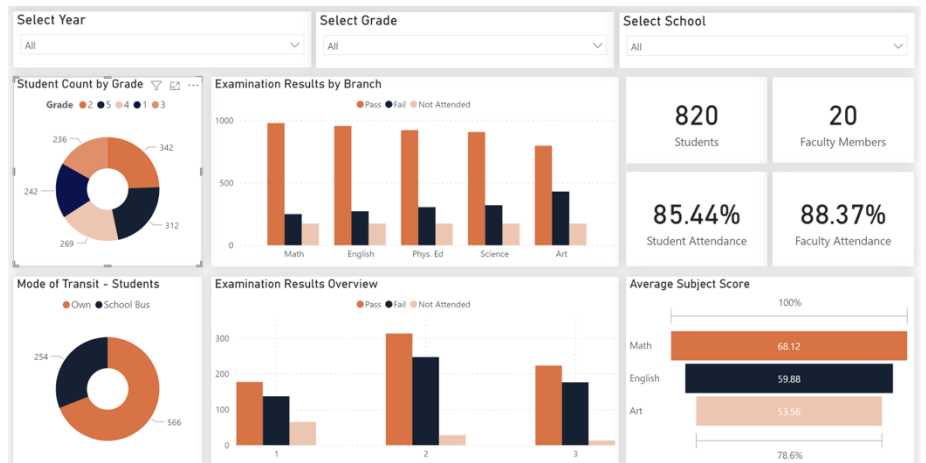 Select Year
All
Select Grade
All
Select School
All
Student Count by Grade
Grade 2 5 4 1 3
236
342
242
312
269
Examination Results by Branch
Pass Fail Not Attended
1000
500
0
Math English Phys. Ed Science Art
820
Students
20
Faculty Members
85.44%
Student Attendance
88.37%
Faculty Attendance
Mode of Transit - Students
Own School Bus
254
566
Examination Results Overview
Pass Fail Not Attended
300
200
100
0
1 2 3
Average Subject Score
100%
Math 68.12
English 59.88
Art 53.56
78.6%